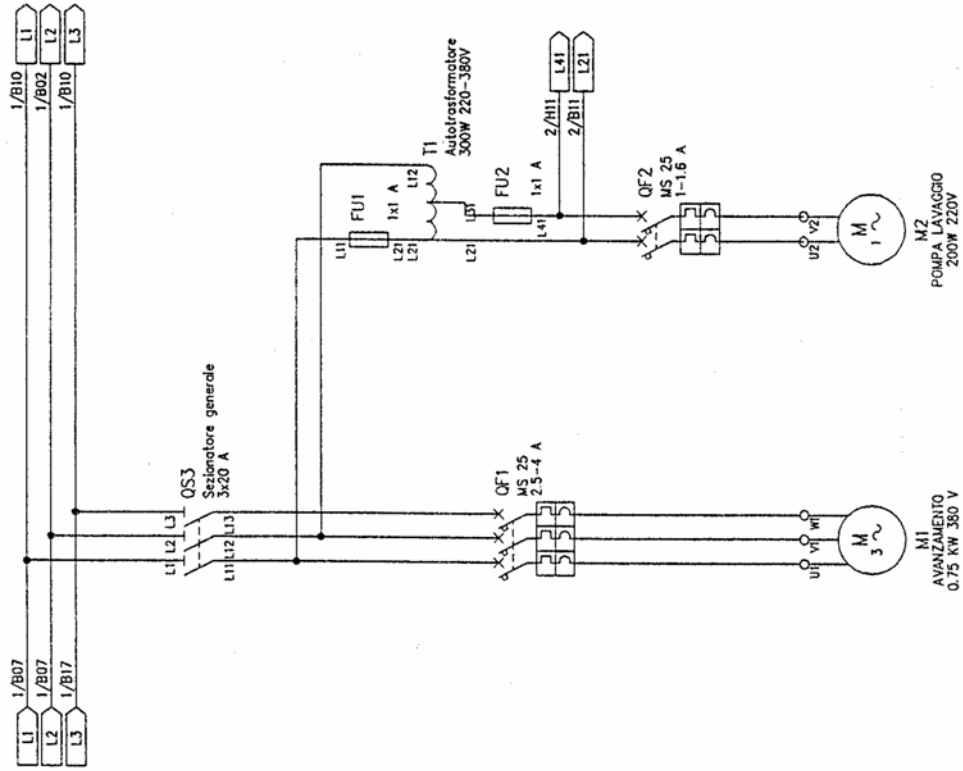 L1
L2
L3
1/B07
1/B07
1/B17
1/B10
1/B02
1/B10
L1
L2
L3
L1
L2
L3
QS3
Sezionatore generale
3x20 A
L11
L12
L13
L11
FU1
1x1 A
L21
L21
L12
T1
Autotrasformatore
300W 220-380V
L31
L21
FU2
1x1 A
L41
2/H11
2/B11
L41
L21
QF1
MS 25
2.5-4 A
QF2
MS 25
1-1.6 A
U1
V1
W1
M
3 ~
M1
AVANZAMENTO
0.75 KW 380 V
U2
V2
M
1 ~
M2
POMPA LAVAGGIO
200W 220V